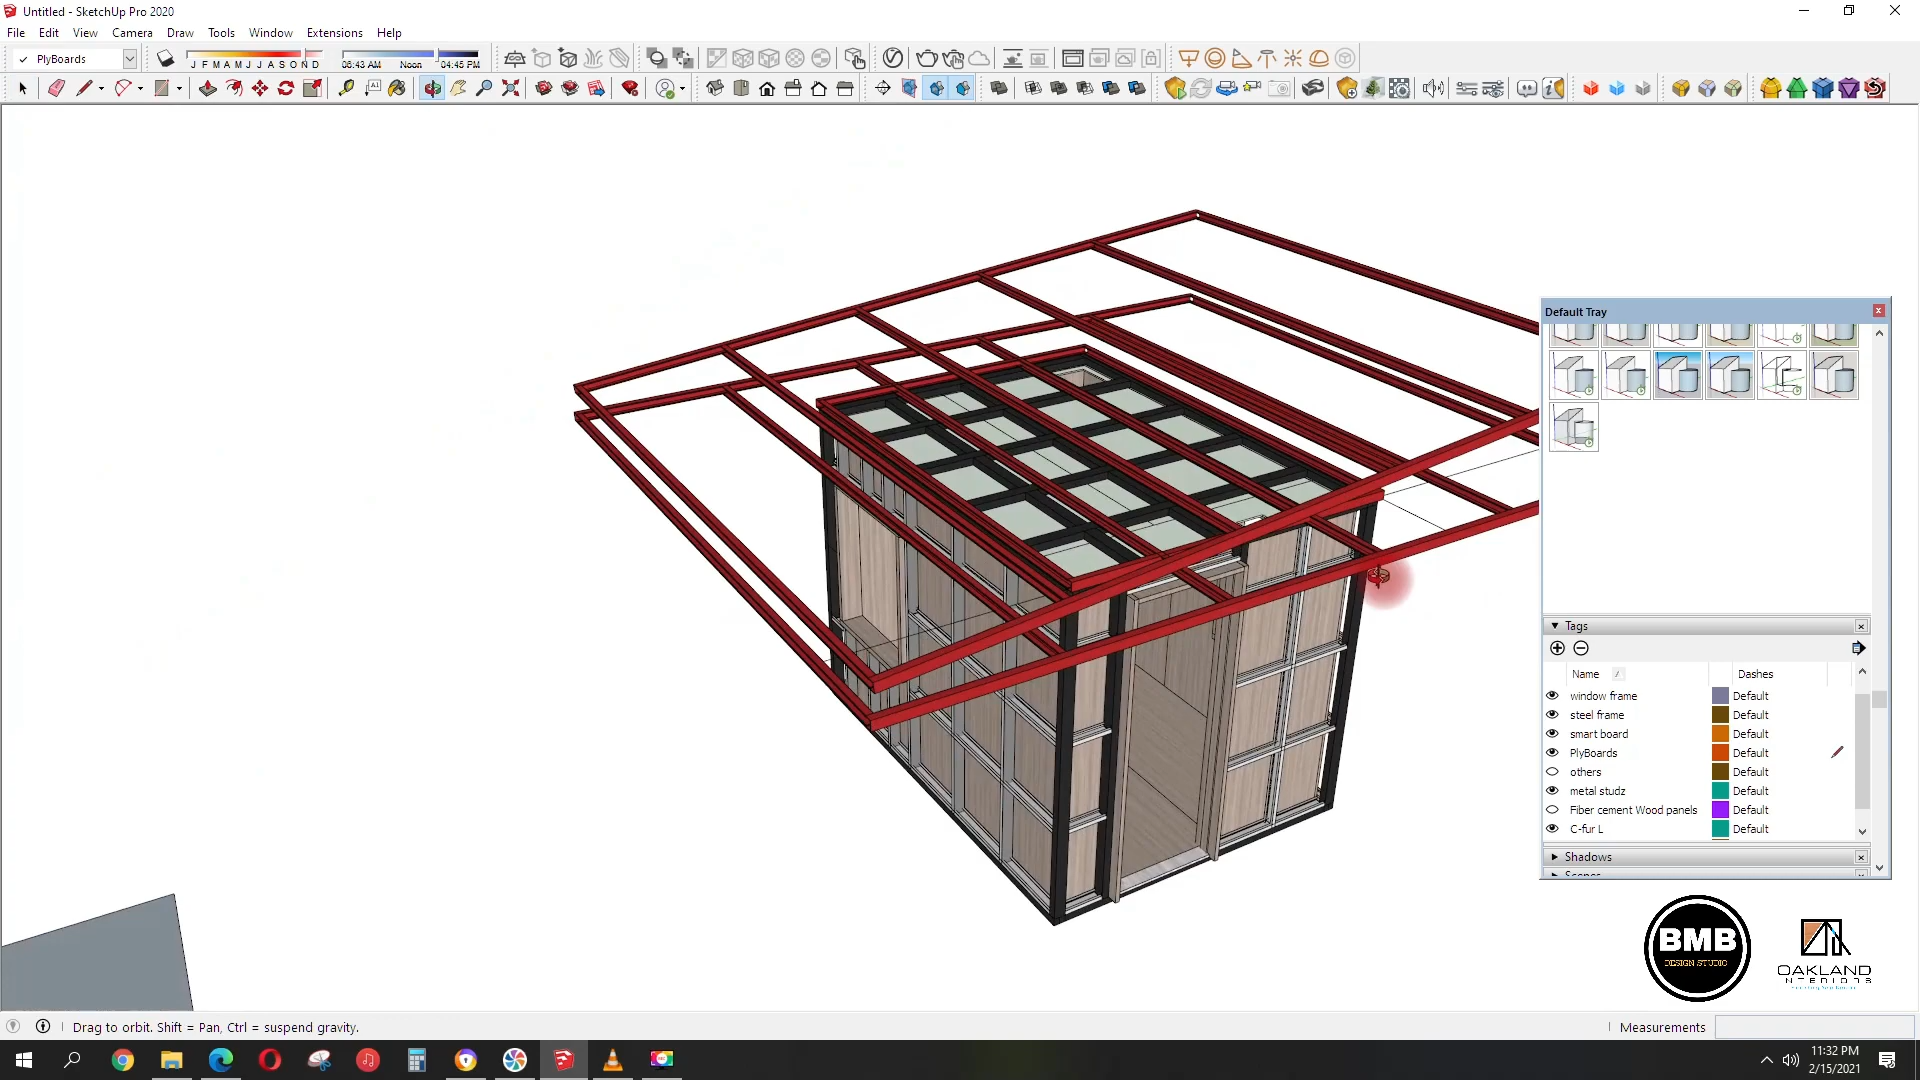 Untitled - SketchUp Pro 2020
File Edit View Camera Draw Tools Window Extensions Help
PlyBoards
J F M A M J J A S O N D
06:43 AM Noon 04:45 PM
Default Tray
Tags
Name Dashes
window frame Default
steel frame Default
smart board Default
PlyBoards Default
others Default
metal studz Default
Fiber cement Wood panels Default
C-fur L Default
Shadows
Scenes
BMB
DESIGN STUDIO
OAKLAND
INTERIORS
Drag to orbit. Shift = Pan, Ctrl = suspend gravity.
Measurements
11:32 PM
2/15/2021